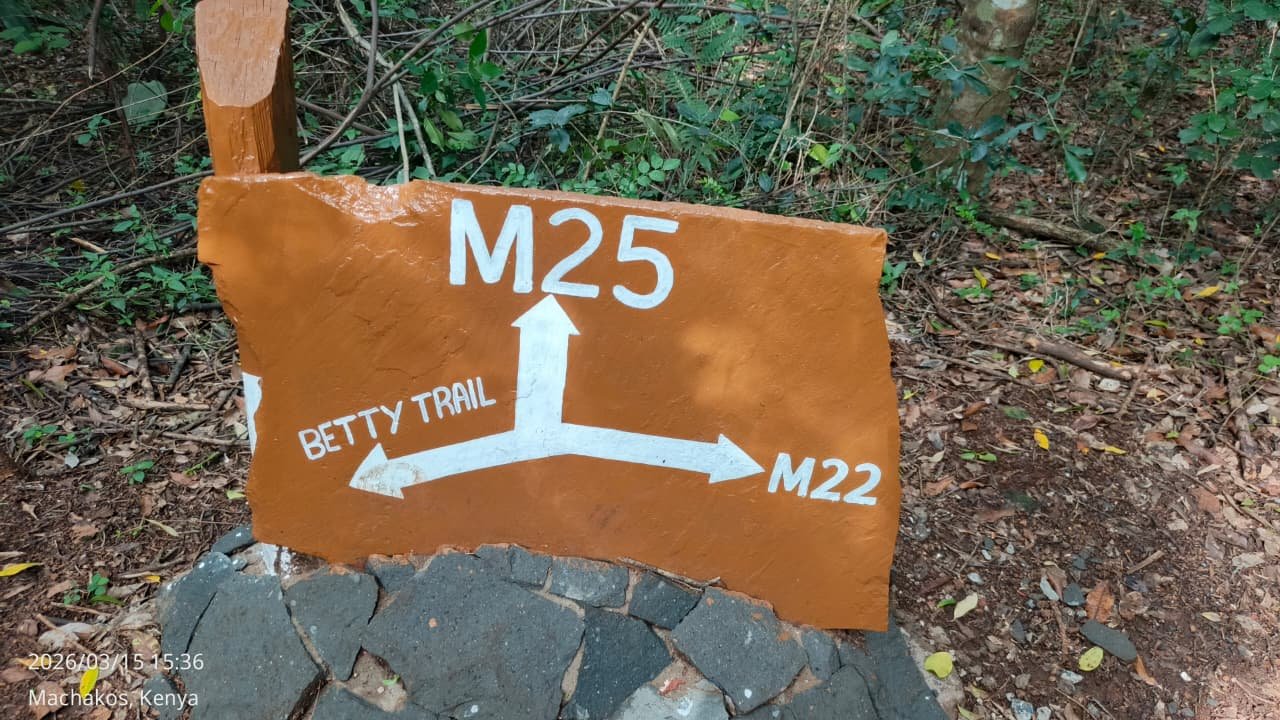 M25
BETTY TRAIL
M22
2026/03/15 15:36
Machakos, Kenya